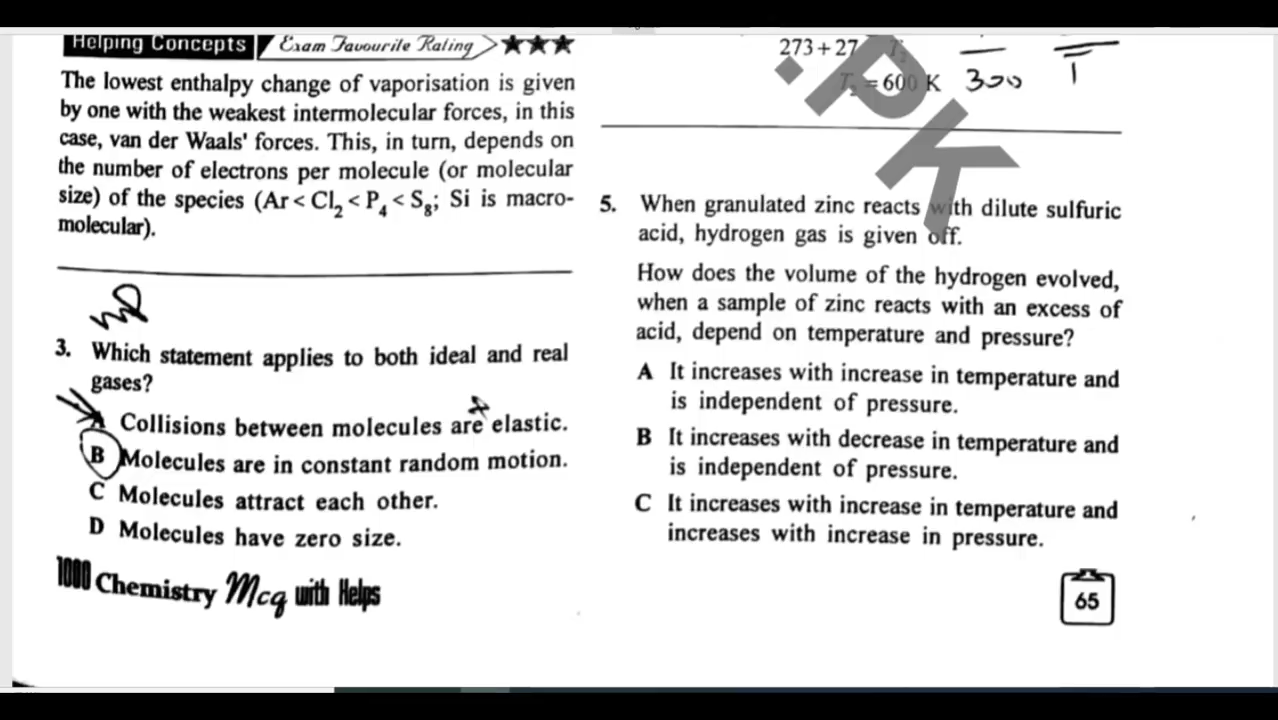 Helping Concepts Exam Favourite Rating
The lowest enthalpy change of vaporisation is given
by one with the weakest intermolecular forces, in this
case, van der Waals' forces. This, in turn, depends on
the number of electrons per molecule (or molecular
size) of the species (Ar < Cl₂ < P₄ < S₈; Si is macro-
molecular).
3. Which statement applies to both ideal and real
gases?
A Collisions between molecules are elastic.
B Molecules are in constant random motion.
C Molecules attract each other.
D Molecules have zero size.
1000 Chemistry Mcq with Helps
273 + 27 T₂
T₂ = 600 K 300 T
.PK
5. When granulated zinc reacts with dilute sulfuric
acid, hydrogen gas is given off.
How does the volume of the hydrogen evolved,
when a sample of zinc reacts with an excess of
acid, depend on temperature and pressure?
A It increases with increase in temperature and
is independent of pressure.
B It increases with decrease in temperature and
is independent of pressure.
C It increases with increase in temperature and
increases with increase in pressure.
65